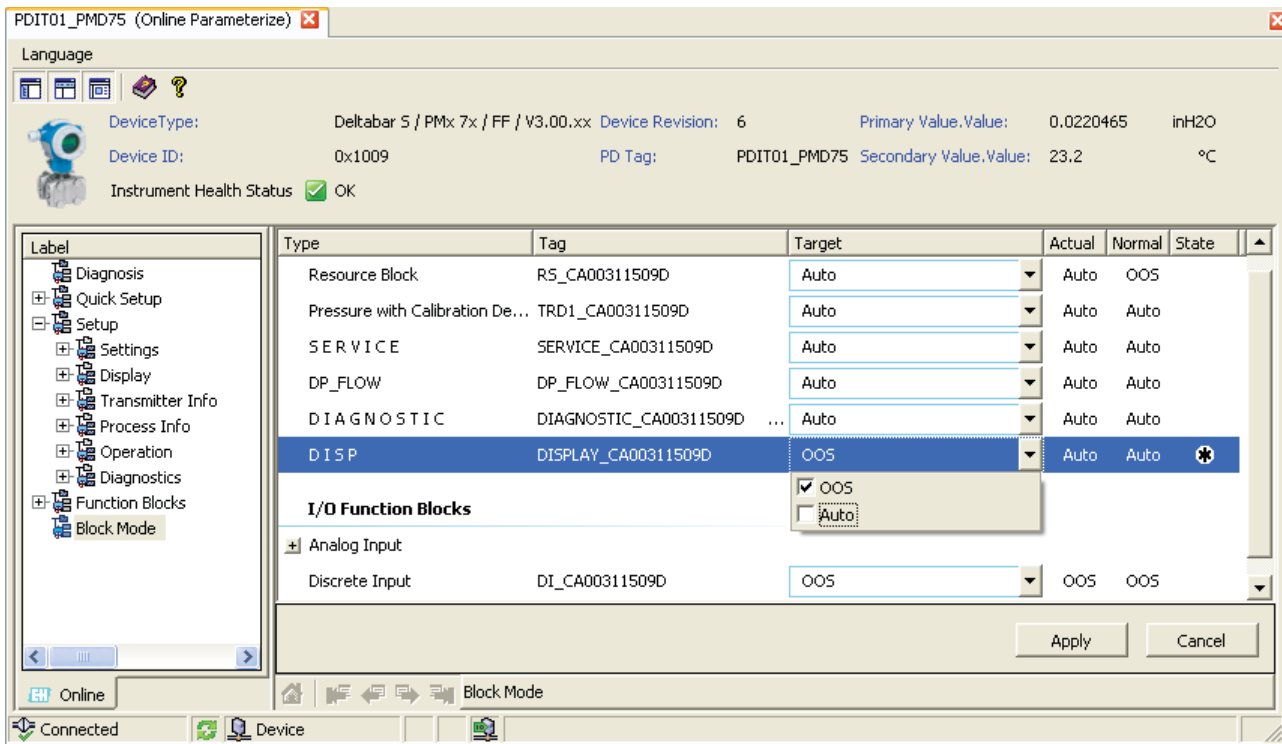 PDIT01_PMD75 (Online Parameterize)
Language
DeviceType: Deltabar S / PMx 7x / FF / V3.00.xx Device Revision: 6 Primary Value.Value: 0.0220465 inH2O
Device ID: 0x1009 PD Tag: PDIT01_PMD75 Secondary Value.Value: 23.2 °C
Instrument Health Status OK
Label
Diagnosis
Quick Setup
Setup
Settings
Display
Transmitter Info
Process Info
Operation
Diagnostics
Function Blocks
Block Mode
Type Tag Target Actual Normal State
Resource Block RS_CA00311509D Auto Auto OOS
Pressure with Calibration De... TRD1_CA00311509D Auto Auto Auto
S E R V I C E SERVICE_CA00311509D Auto Auto Auto
DP_FLOW DP_FLOW_CA00311509D Auto Auto Auto
D I A G N O S T I C DIAGNOSTIC_CA00311509D ... Auto Auto Auto
D I S P DISPLAY_CA00311509D OOS Auto Auto
OOS
Auto
I/O Function Blocks
Analog Input
Discrete Input DI_CA00311509D OOS OOS OOS
Apply Cancel
EH Online
Block Mode
Connected Device